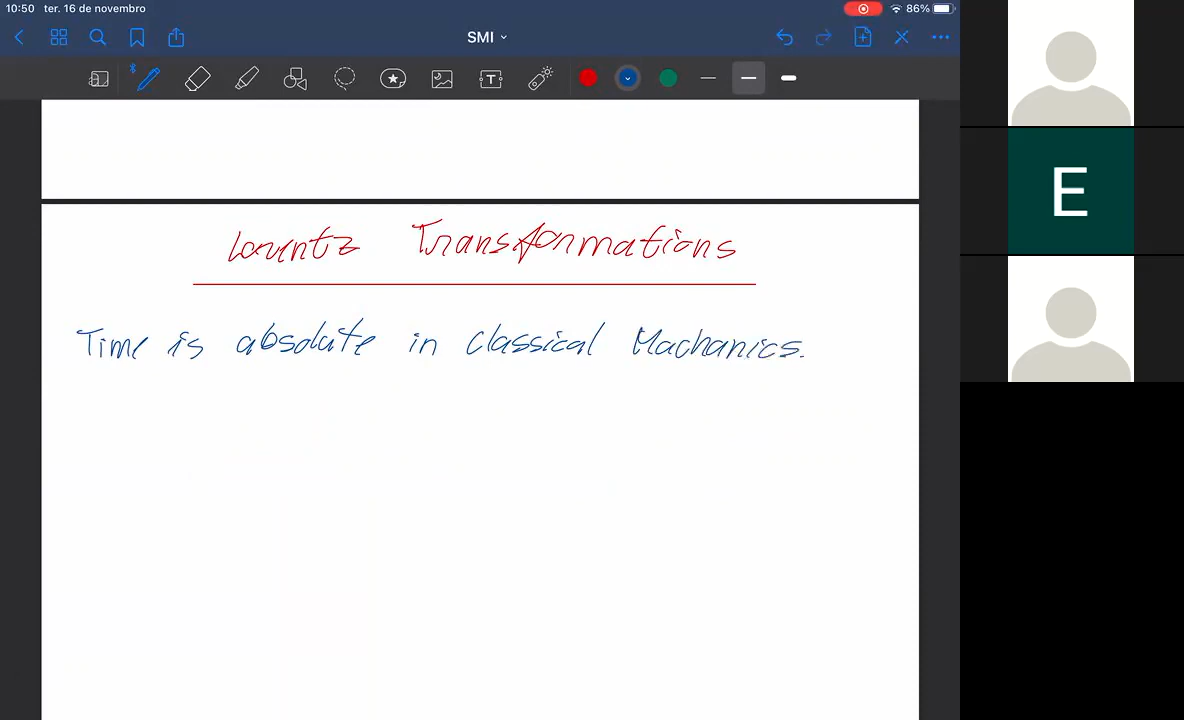 10:50 ter. 16 de novembro
86%
SMI
T
E
Lorentz Transformations
Time is absolute in Classical Machanics.